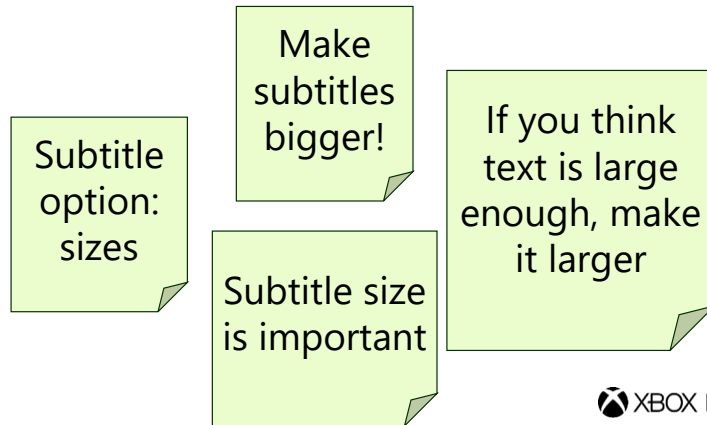 Make
subtitles
bigger!
Subtitle
option:
sizes
If you think
text is large
enough, make
it larger
Subtitle size
is important
XBOX